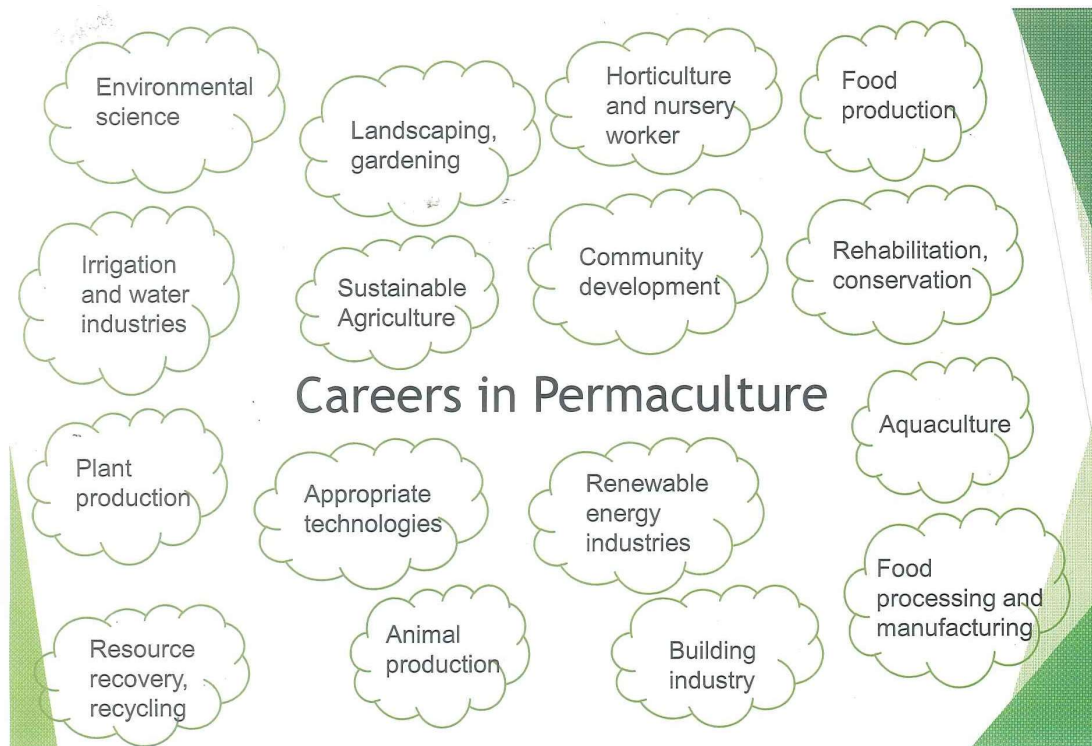 Environmental
science
Landscaping,
gardening
Horticulture
and nursery
worker
Food
production
Irrigation
and water
industries
Sustainable
Agriculture
Community
development
Rehabilitation,
conservation
Careers in Permaculture
Aquaculture
Plant
production
Appropriate
technologies
Renewable
energy
industries
Food
processing and
manufacturing
Resource
recovery,
recycling
Animal
production
Building
industry